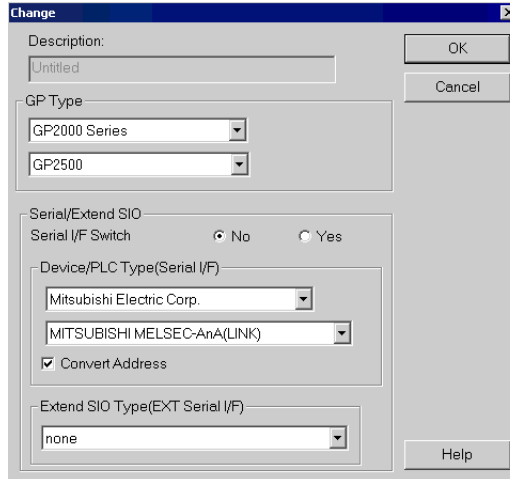 Change
Description:
OK
Untitled
Cancel
GP Type
GP2000 Series
GP2500
Serial/Extend SIO
Serial I/F Switch No Yes
Device/PLC Type(Serial I/F)
Mitsubishi Electric Corp.
MITSUBISHI MELSEC-AnA(LINK)
Convert Address
Extend SIO Type(EXT Serial I/F)
none
Help